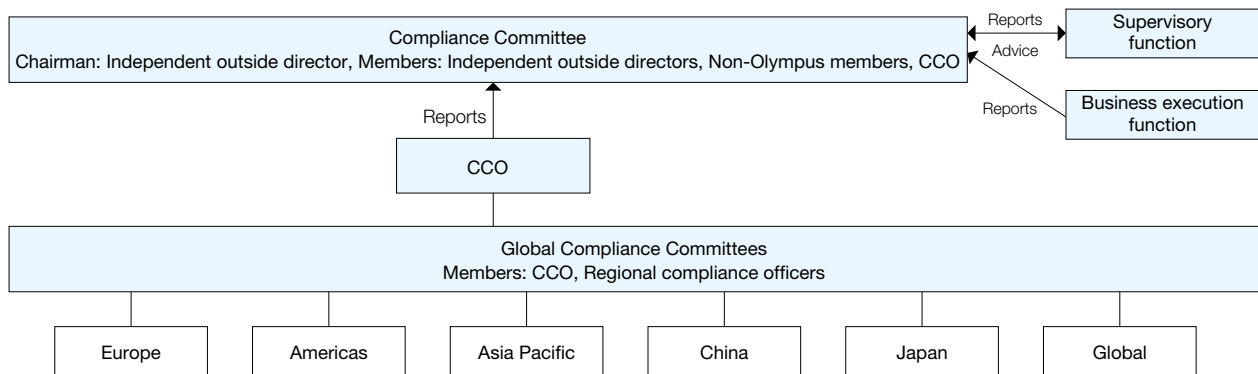 Compliance Committee
Chairman: Independent outside director, Members: Independent outside directors, Non-Olympus members, CCO
Reports
Advice
Supervisory
function
Reports
Business execution
function
Reports
CCO
Global Compliance Committees
Members: CCO, Regional compliance officers
Europe
Americas
Asia Pacific
China
Japan
Global